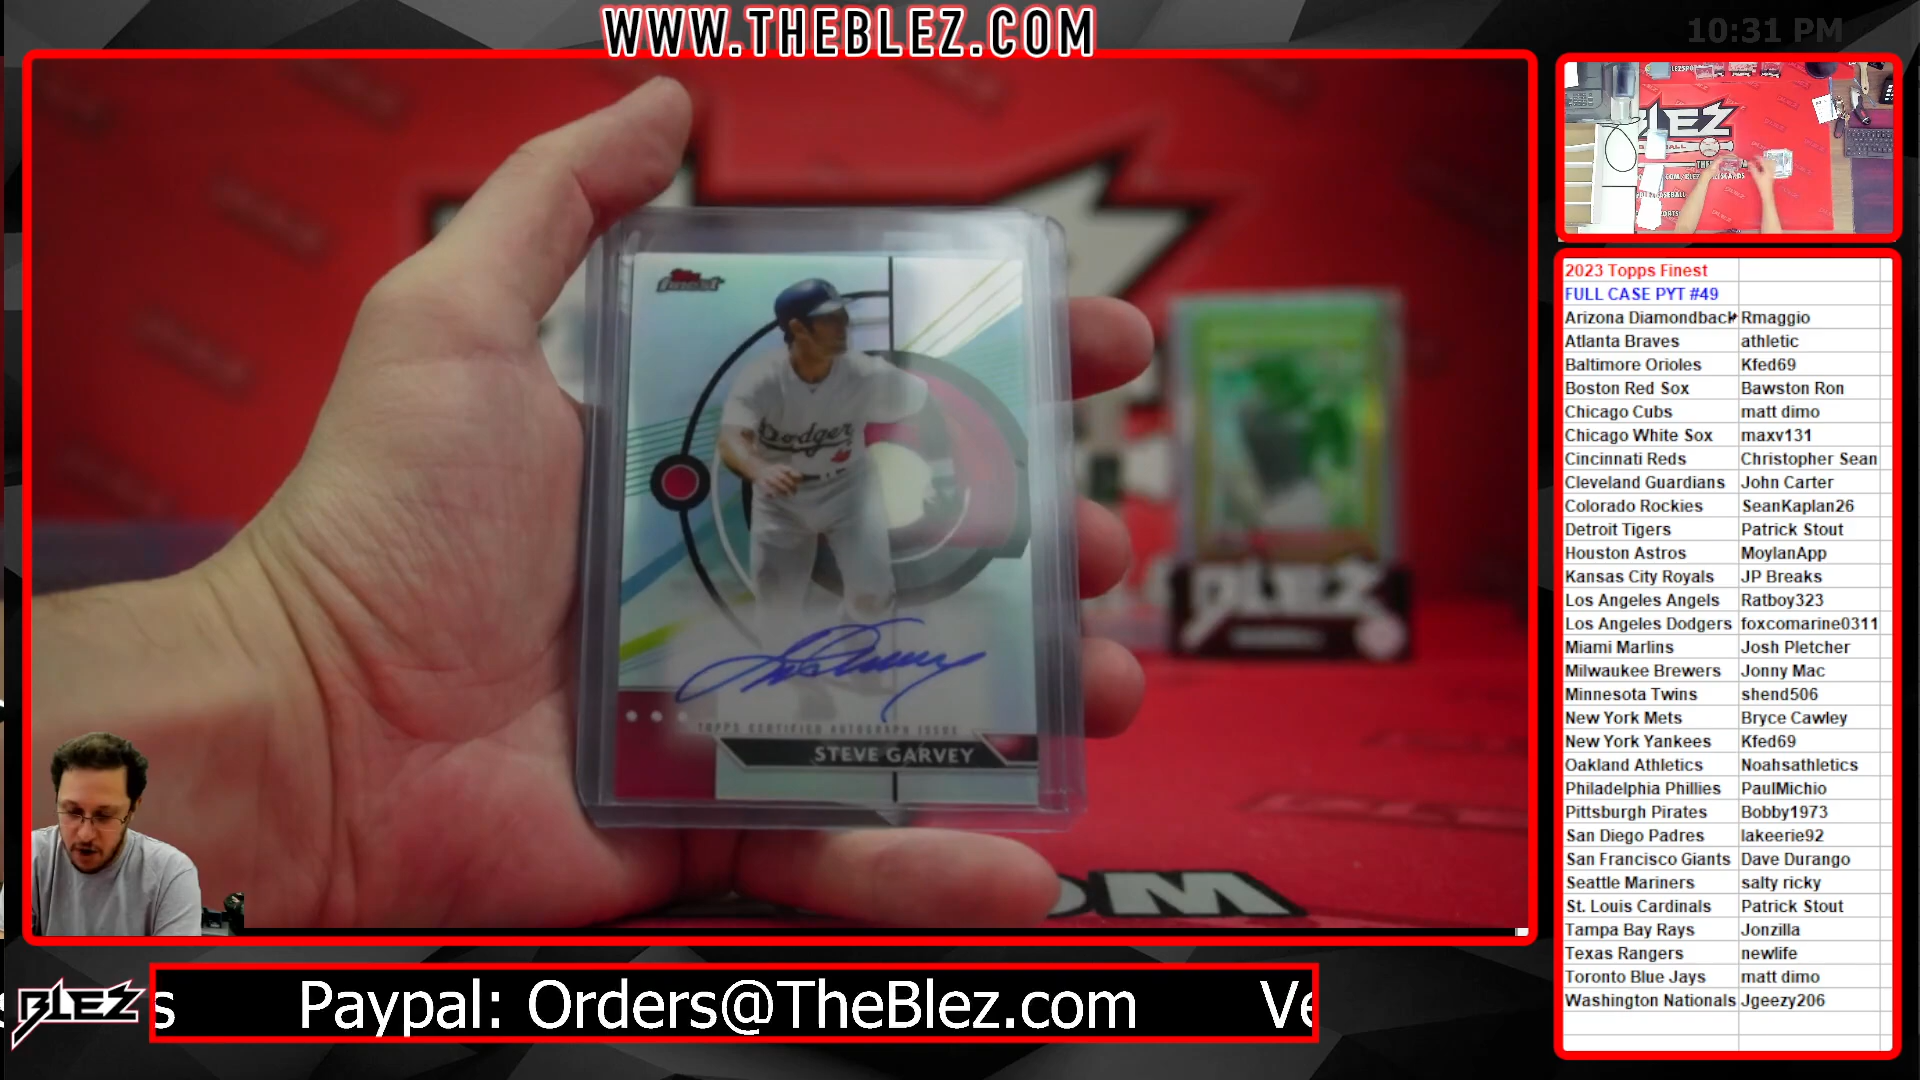 WWW.THEBLEZ.COM
10:31 PM
Topps
finest
Dodgers
TOPPS CERTIFIED AUTOGRAPH ISSUE
STEVE GARVEY
BLEZ
OM
BLEZ
2023 Topps Finest
FULL CASE PYT #49
Arizona Diamondback Rmaggio
Atlanta Braves athletic
Baltimore Orioles Kfed69
Boston Red Sox Bawston Ron
Chicago Cubs matt dimo
Chicago White Sox maxv131
Cincinnati Reds Christopher Sean
Cleveland Guardians John Carter
Colorado Rockies SeanKaplan26
Detroit Tigers Patrick Stout
Houston Astros MoylanApp
Kansas City Royals JP Breaks
Los Angeles Angels Ratboy323
Los Angeles Dodgers foxcomarine0311
Miami Marlins Josh Pletcher
Milwaukee Brewers Jonny Mac
Minnesota Twins shend506
New York Mets Bryce Cawley
New York Yankees Kfed69
Oakland Athletics Noahsathletics
Philadelphia Phillies PaulMichio
Pittsburgh Pirates Bobby1973
San Diego Padres lakeerie92
San Francisco Giants Dave Durango
Seattle Mariners salty ricky
St. Louis Cardinals Patrick Stout
Tampa Bay Rays Jonzilla
Texas Rangers newlife
Toronto Blue Jays matt dimo
Washington Nationals Jgeezy206
BLEZ
s Paypal: Orders@TheBlez.com Ve